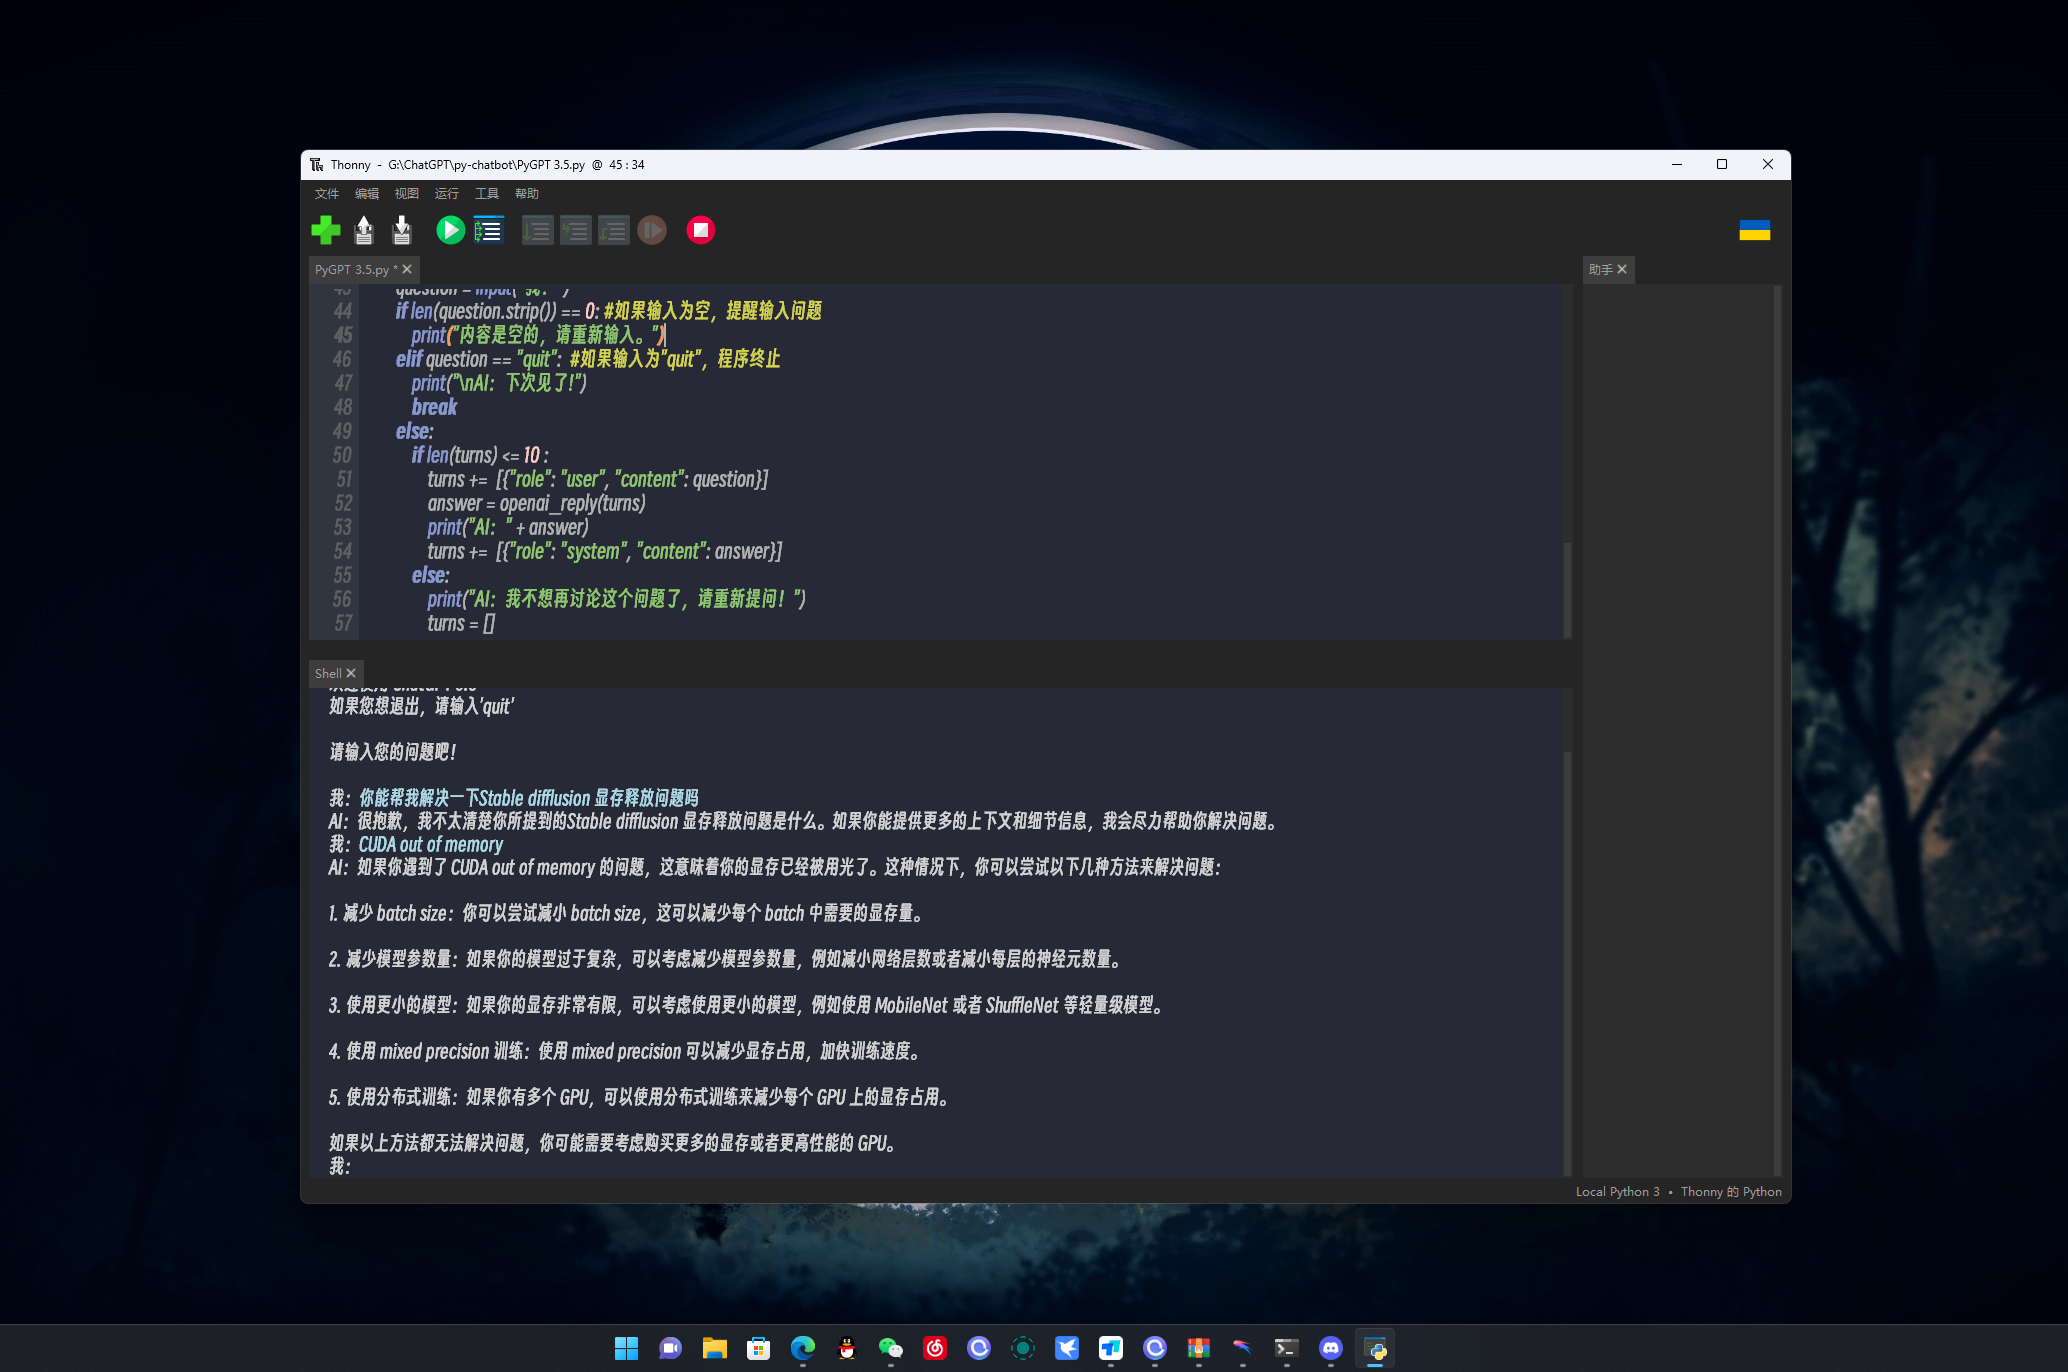 Thonny - G:\ChatGPT\py-chatbot\PyGPT 3.5.py @ 45 : 34
文件 编辑 视图 运行 工具 帮助
PyGPT 3.5.py *
助手
43 question = input("我: ")
44 if len(question.strip()) == 0: #如果输入为空，提醒输入问题
45 print("内容是空的，请重新输入。")
46 elif question == "quit": #如果输入为"quit"，程序终止
47 print("\nAI: 下次见了!")
48 break
49 else:
50 if len(turns) <= 10 :
51 turns += [{"role": "user", "content": question}]
52 answer = openai_reply(turns)
53 print("AI: " + answer)
54 turns += [{"role": "system", "content": answer}]
55 else:
56 print("AI: 我不想再讨论这个问题了，请重新提问！")
57 turns = []
Shell
如果您想退出，请输入'quit'
请输入您的问题吧！
我: 你能帮我解决一下Stable difflusion 显存释放问题吗
AI: 很抱歉，我不太清楚你所提到的Stable difflusion 显存释放问题是什么。如果你能提供更多的上下文和细节信息，我会尽力帮助你解决问题。
我: CUDA out of memory
AI: 如果你遇到了 CUDA out of memory 的问题，这意味着你的显存已经被用光了。这种情况下，你可以尝试以下几种方法来解决问题：
1. 减少 batch size：你可以尝试减小 batch size，这可以减少每个 batch 中需要的显存量。
2. 减少模型参数量：如果你的模型过于复杂，可以考虑减少模型参数量，例如减小网络层数或者减小每层的神经元数量。
3. 使用更小的模型：如果你的显存非常有限，可以考虑使用更小的模型，例如使用 MobileNet 或者 ShuffleNet 等轻量级模型。
4. 使用 mixed precision 训练：使用 mixed precision 可以减少显存占用，加快训练速度。
5. 使用分布式训练：如果你有多个 GPU，可以使用分布式训练来减少每个 GPU 上的显存占用。
如果以上方法都无法解决问题，你可能需要考虑购买更多的显存或者更高性能的 GPU。
我:
Local Python 3 • Thonny 的 Python